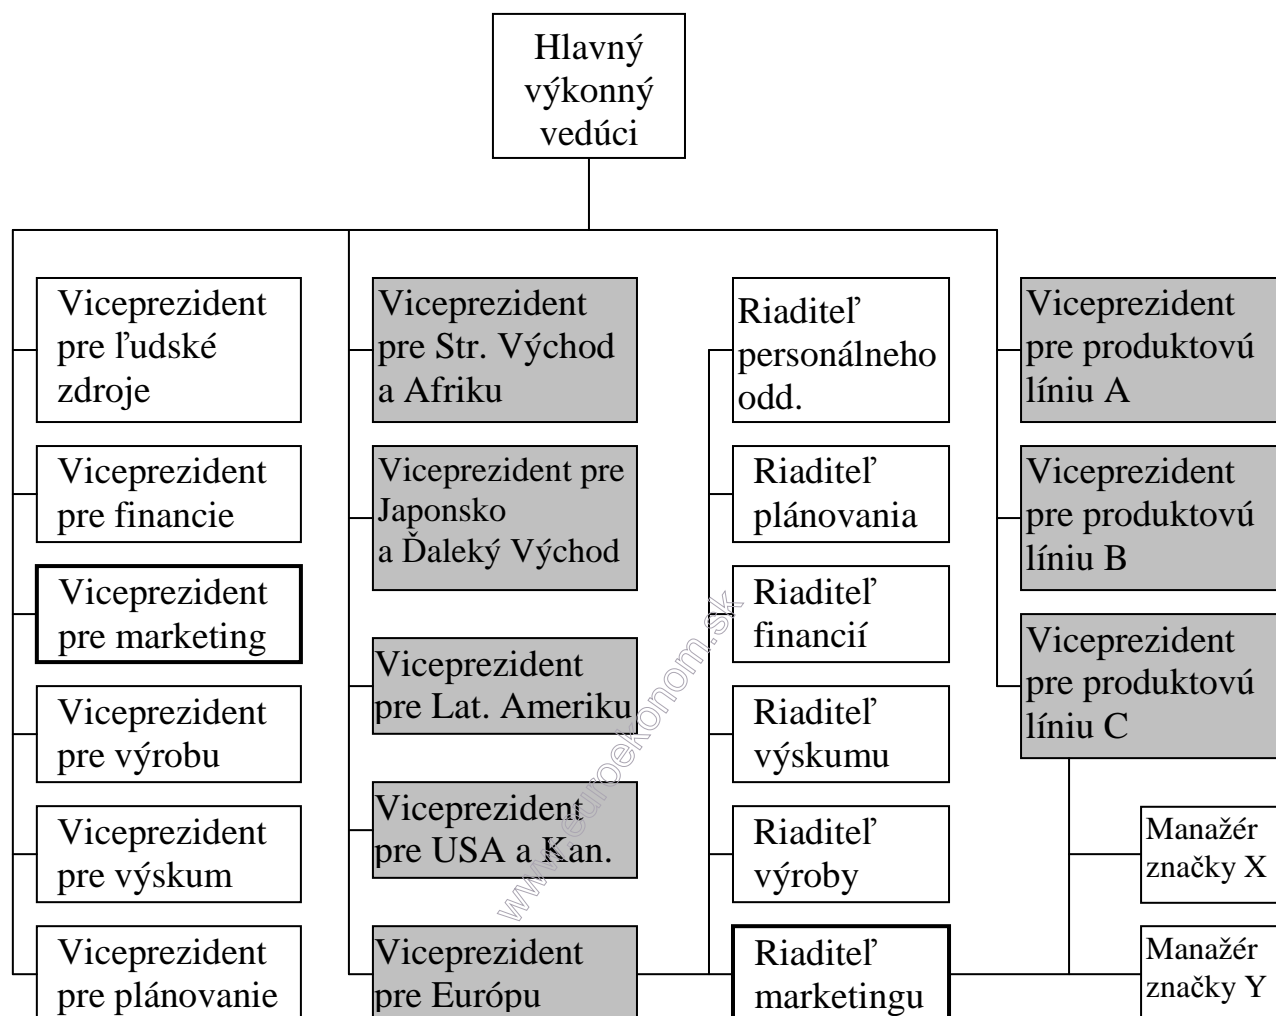 Hlavný
výkonný
vedúci
Viceprezident
pre ľudské
zdroje
Viceprezident
pre financie
Viceprezident
pre marketing
Viceprezident
pre výrobu
Viceprezident
pre výskum
Viceprezident
pre plánovanie
Viceprezident
pre Str. Východ
a Afriku
Viceprezident pre
Japonsko
a Ďaleký Východ
Viceprezident
pre Lat. Ameriku
Viceprezident
pre USA a Kan.
Viceprezident
pre Európu
Riaditeľ
personálneho
odd.
Riaditeľ
plánovania
Riaditeľ
financií
Riaditeľ
výskumu
Riaditeľ
výroby
Riaditeľ
marketingu
Viceprezident
pre produktovú
líniu A
Viceprezident
pre produktovú
líniu B
Viceprezident
pre produktovú
líniu C
Manažér
značky X
Manažér
značky Y
www.euroekonom.sk